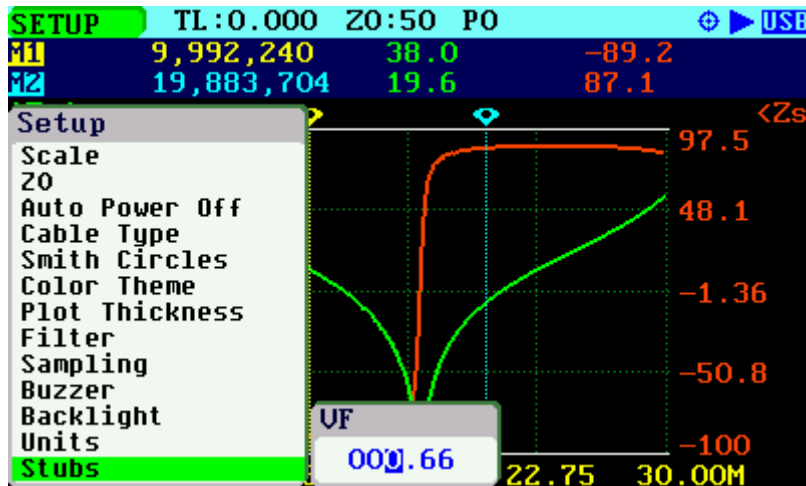 SETUP TL:0.000 Z0:50 PO USB
M1 9,992,240 38.0 -89.2
M2 19,883,704 19.6 87.1
Setup
<Zs
97.5
Scale
Z0
Auto Power Off
48.1
Cable Type
Smith Circles
Color Theme
-1.36
Plot Thickness
Filter
Sampling
-50.8
Buzzer
Backlight
VF
Units
-100
000.66
Stubs
22.75 30.00M